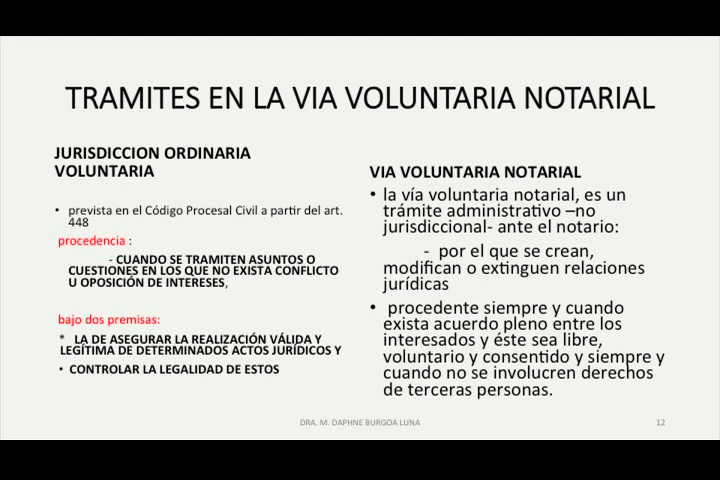 TRAMITES EN LA VIA VOLUNTARIA NOTARIAL
JURISDICCION ORDINARIA
VOLUNTARIA
• prevista en el Código Procesal Civil a partir del art.
448
procedencia :
- CUANDO SE TRAMITEN ASUNTOS O
CUESTIONES EN LOS QUE NO EXISTA CONFLICTO
U OPOSICIÓN DE INTERESES,
bajo dos premisas:
* LA DE ASEGURAR LA REALIZACIÓN VÁLIDA Y
LEGÍTIMA DE DETERMINADOS ACTOS JURÍDICOS Y
• CONTROLAR LA LEGALIDAD DE ESTOS
VIA VOLUNTARIA NOTARIAL
• la vía voluntaria notarial, es un
trámite administrativo –no
jurisdiccional- ante el notario:
- por el que se crean,
modifican o extinguen relaciones
jurídicas
• procedente siempre y cuando
exista acuerdo pleno entre los
interesados y éste sea libre,
voluntario y consentido y siempre y
cuando no se involucren derechos
de terceras personas.
DRA. M. DAPHNE BURGOA LUNA
12